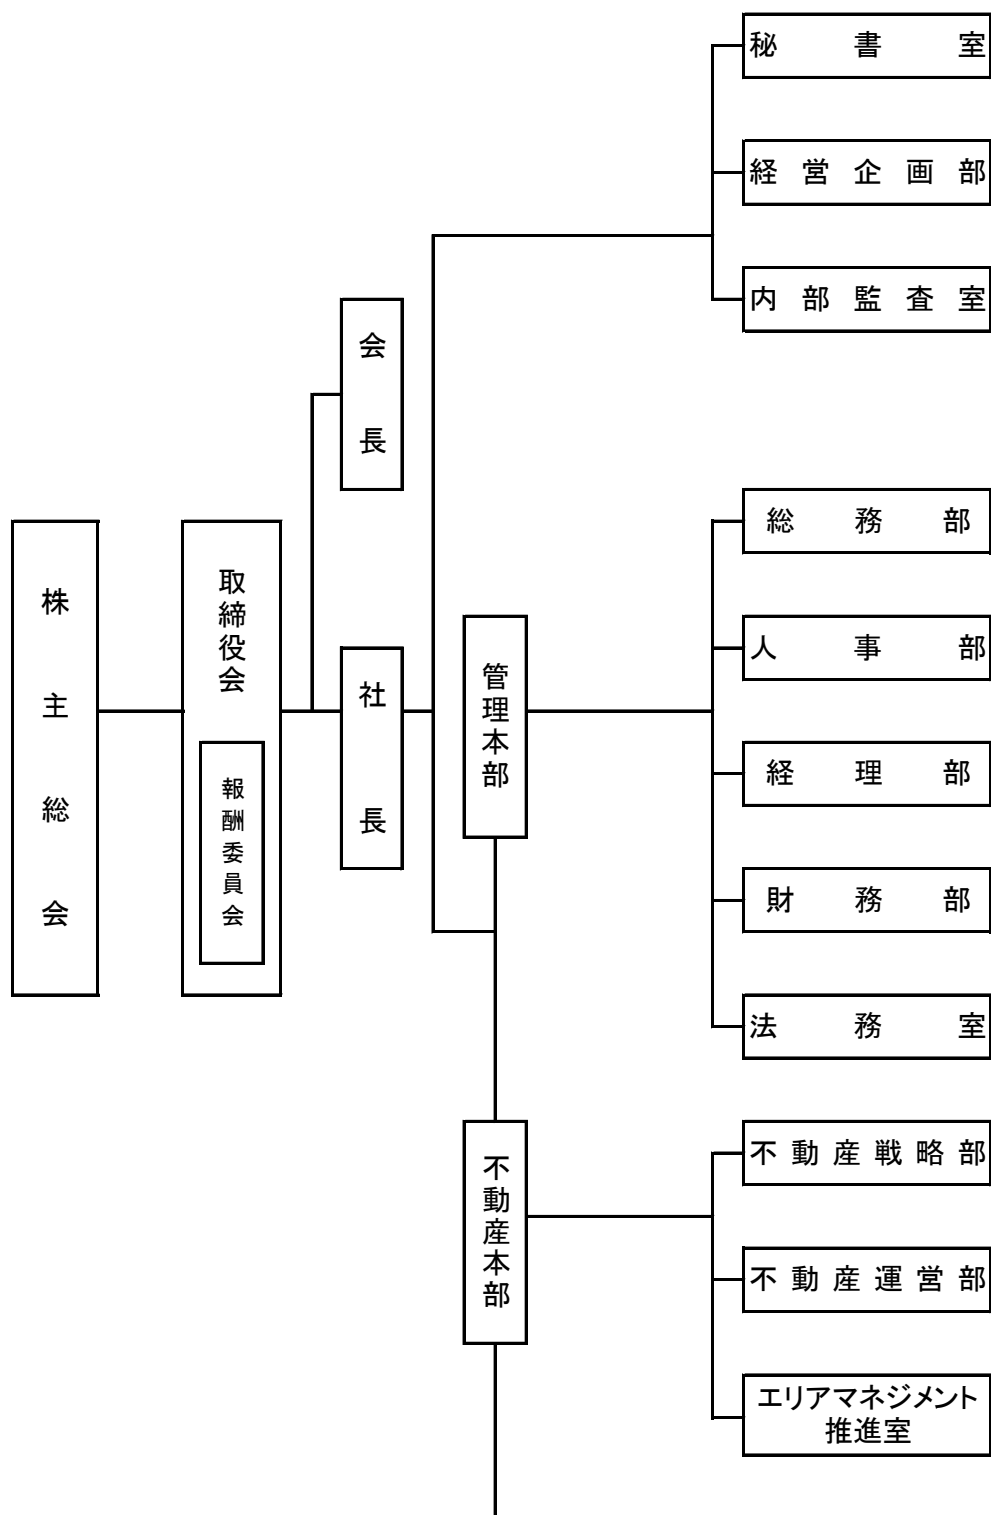 株主総会
取締役会
報酬委員会
会長
社長
秘書室
経営企画部
内部監査室
管理本部
総務部
人事部
経理部
財務部
法務室
不動産本部
不動産戦略部
不動産運営部
エリアマネジメント
推進室